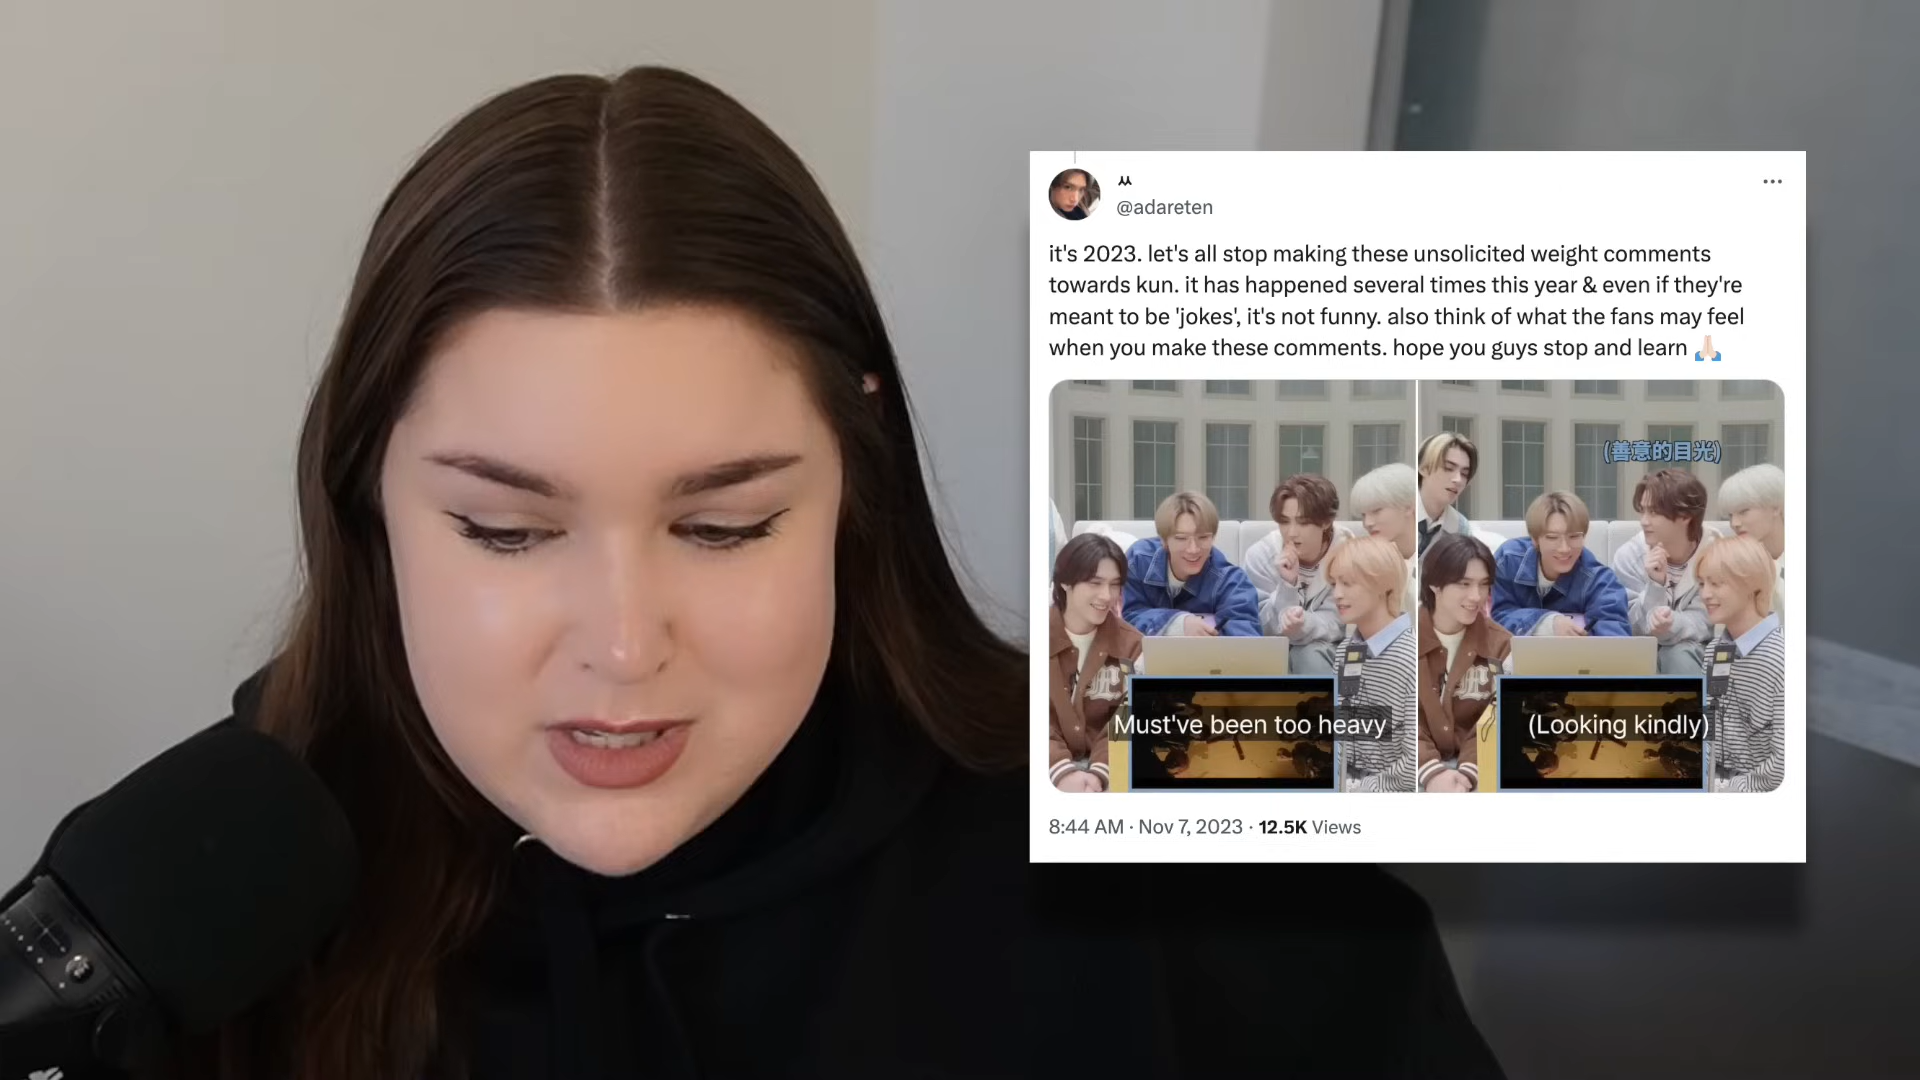 ᄊ
@adareten
it's 2023. let's all stop making these unsolicited weight comments
towards kun. it has happened several times this year & even if they're
meant to be 'jokes', it's not funny. also think of what the fans may feel
when you make these comments. hope you guys stop and learn 🙏🏻
(善意的目光)
Must've been too heavy
(Looking kindly)
8:44 AM · Nov 7, 2023 · 12.5K Views